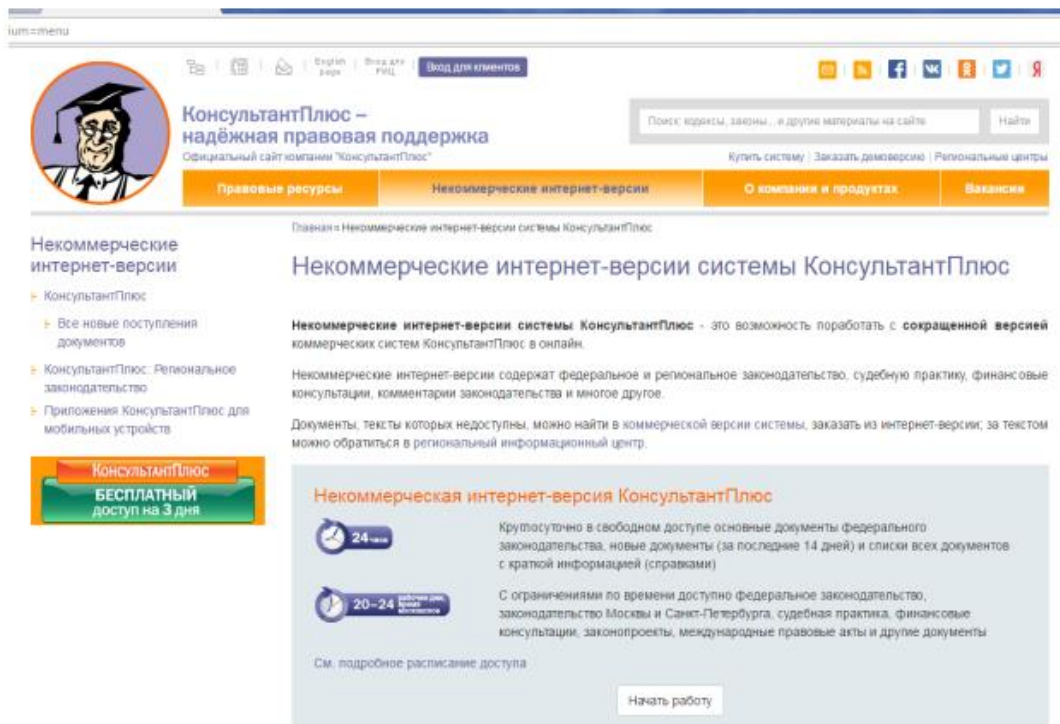 ium=menu
English page
Вход для РИЦ
Вход для клиентов
КонсультантПлюс –
надёжная правовая поддержка
Официальный сайт компании "КонсультантПлюс"
Поиск: кодексы, законы... и другие материалы на сайте
Найти
Купить систему | Заказать демоверсию | Региональные центры
Правовые ресурсы
Некоммерческие интернет-версии
О компании и продуктах
Вакансии
Некоммерческие
интернет-версии
КонсультантПлюс
Все новые поступления
документов
КонсультантПлюс: Региональное
законодательство
Приложения КонсультантПлюс для
мобильных устройств
КонсультантПлюс
БЕСПЛАТНЫЙ
доступ на 3 дня
Главная » Некоммерческие интернет-версии системы КонсультантПлюс
Некоммерческие интернет-версии системы КонсультантПлюс
Некоммерческие интернет-версии системы КонсультантПлюс - это возможность поработать с сокращенной версией
коммерческих систем КонсультантПлюс в онлайн.
Некоммерческие интернет-версии содержат федеральное и региональное законодательство, судебную практику, финансовые
консультации, комментарии законодательства и многое другое.
Документы, тексты которых недоступны, можно найти в коммерческой версии системы, заказать из интернет-версии; за текстом
можно обратиться в региональный информационный центр.
Некоммерческая интернет-версия КонсультантПлюс
24 часа
Круглосуточно в свободном доступе основные документы федерального
законодательства, новые документы (за последние 14 дней) и списки всех документов
с краткой информацией (справками)
20–24 рабочие дни, время московское
С ограничениями по времени доступно федеральное законодательство,
законодательство Москвы и Санкт-Петербурга, судебная практика, финансовые
консультации, законопроекты, международные правовые акты и другие документы
См. подробное расписание доступа
Начать работу